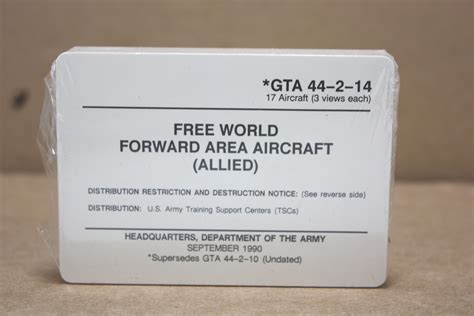 *GTA 44–2–14
17 Aircraft (3 views each)
FREE WORLD
FORWARD AREA AIRCRAFT
(ALLIED)
DISTRIBUTION RESTRICTION AND DESTRUCTION NOTICE: (See reverse side)
DISTRIBUTION: U.S. Army Training Support Centers (TSCs)
HEADQUARTERS, DEPARTMENT OF THE ARMY
SEPTEMBER 1990
*Supersedes GTA 44–2–10 (Undated)